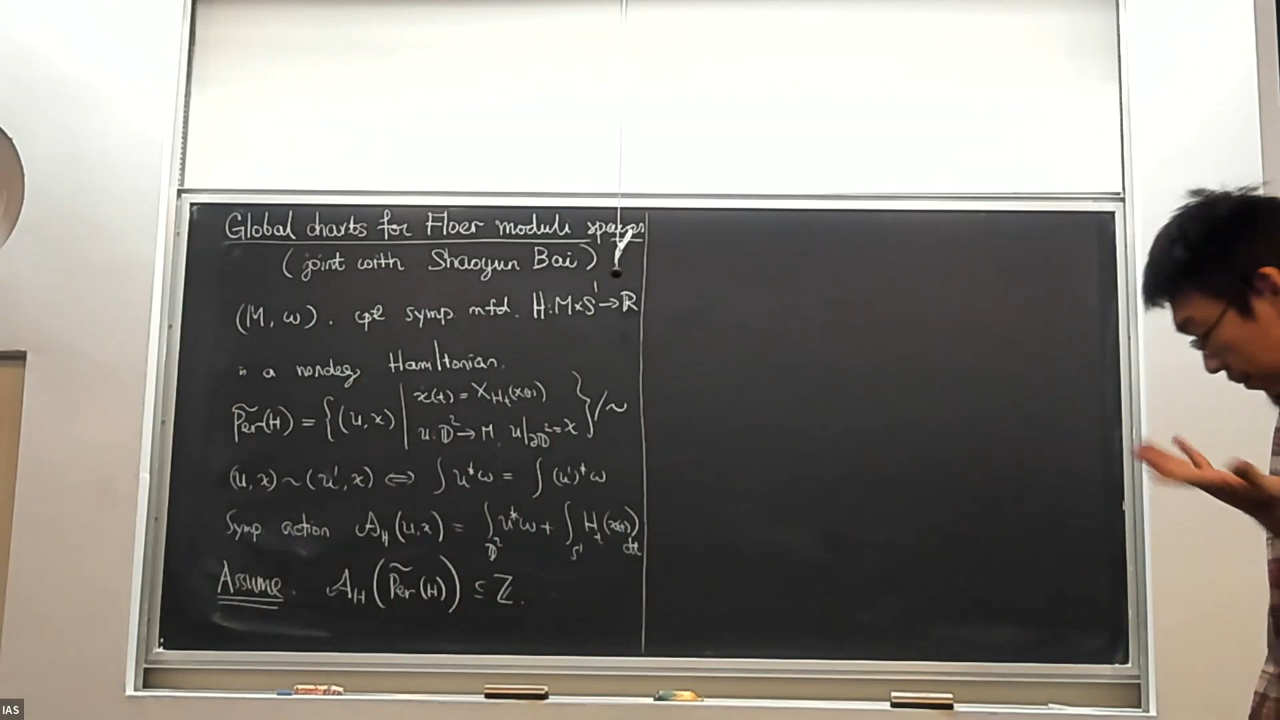 Global charts for Floer moduli spaces
(joint with Shaoyun Bai)
(M, ω). cpt symp mfd. H: M×S¹→ℝ
is a nondeg Hamiltonian.
P̃er(H) = {(u, x) | ẋ(t) = X_{H_t}(x(t)) u: 𝔻²→M, u|_{∂𝔻²}=x }/~
(u, x) ~ (u', x) ⇔ ∫ u*ω = ∫ (u')*ω
Symp action 𝒜_H(u, x) = ∫_{𝔻²} u*ω + ∫_{S¹} H_t(x(t)) dt
Assume. 𝒜_H(P̃er(H)) ⊆ ℤ.
IAS